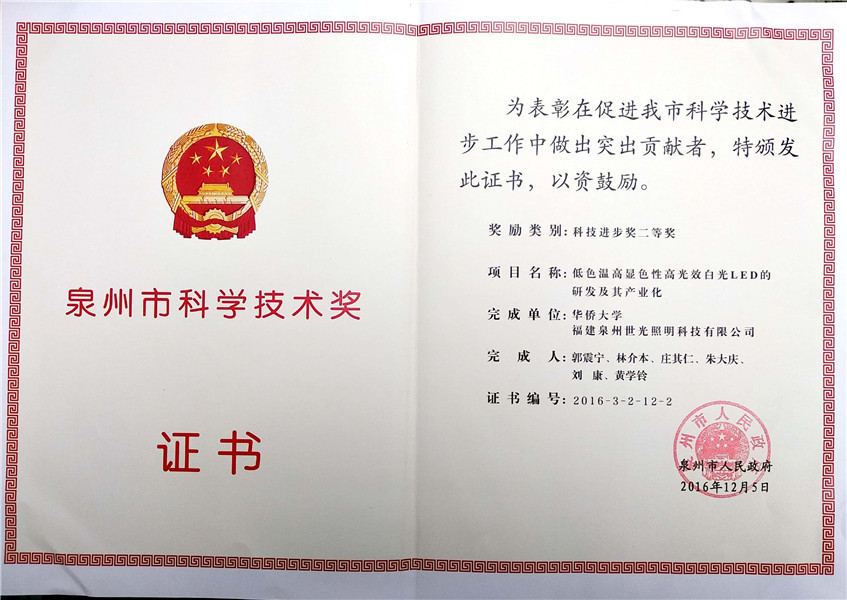 泉州市科学技术奖
证书
为表彰在促进我市科学技术进
步工作中做出突出贡献者，特颁发
此证书，以资鼓励。
奖励类别：科技进步奖二等奖
项目名称：低色温高显色性高光效白光LED的
研发及其产业化
完成单位：华侨大学
福建泉州世光照明科技有限公司
完成人：郭震宁、林介本、庄其仁、朱大庆、
刘康、黄学铃
证书编号：2016-3-2-12-2
泉州市人民政府
泉州市人民政府
2016年12月5日